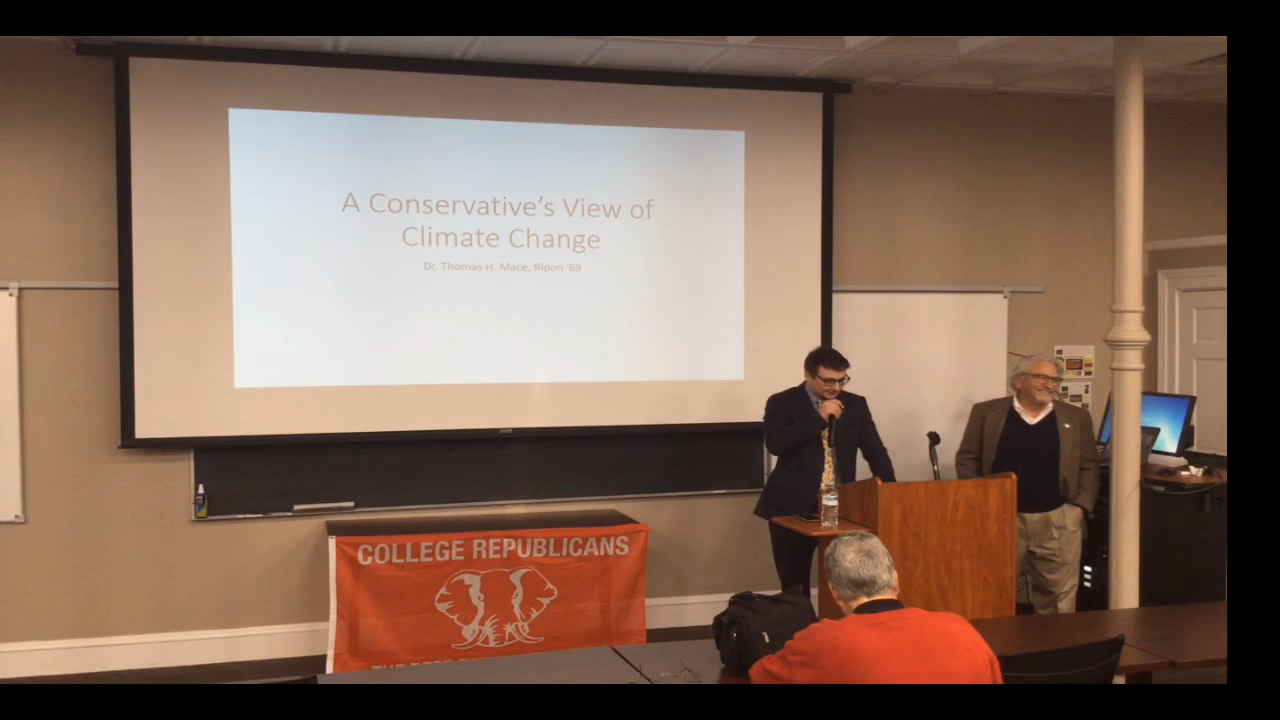 A Conservative's View of
Climate Change
Dr. Thomas H. Mace, Ripon '69
COLLEGE REPUBLICANS